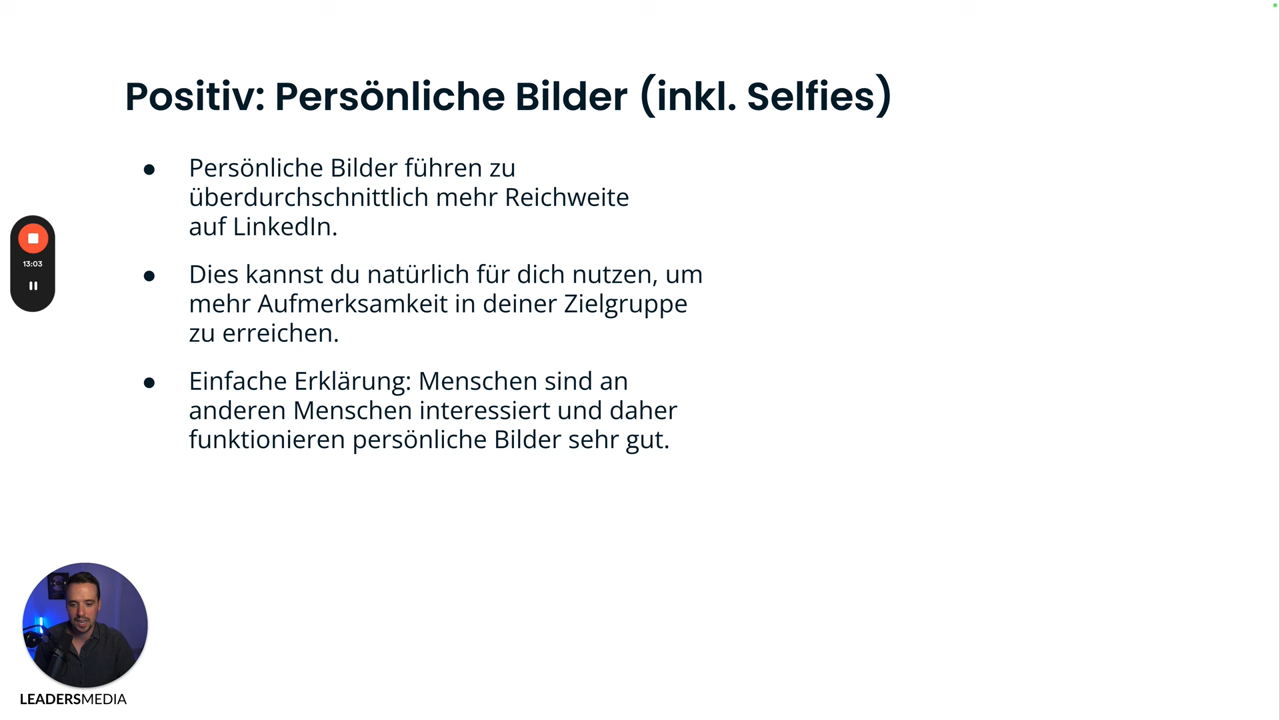 Positiv: Persönliche Bilder (inkl. Selfies)
● Persönliche Bilder führen zu
überdurchschnittlich mehr Reichweite
auf LinkedIn.
● Dies kannst du natürlich für dich nutzen, um
mehr Aufmerksamkeit in deiner Zielgruppe
zu erreichen.
● Einfache Erklärung: Menschen sind an
anderen Menschen interessiert und daher
funktionieren persönliche Bilder sehr gut.
13:03
LEADERSMEDIA